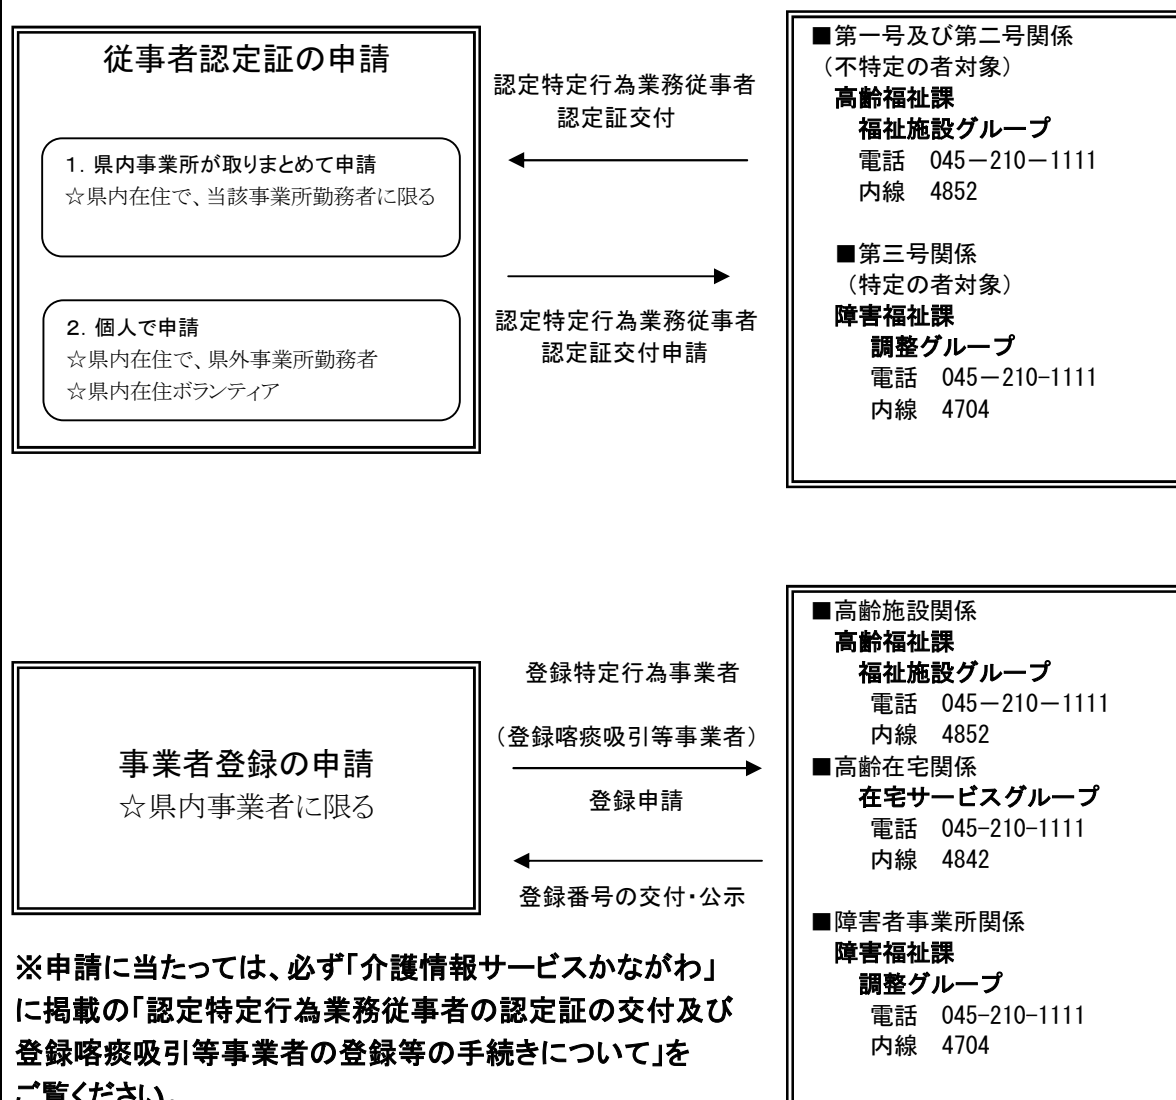 従事者認定証の申請
1．県内事業所が取りまとめて申請
☆県内在住で、当該事業所勤務者に限る
2．個人で申請
☆県内在住で、県外事業所勤務者
☆県内在住ボランティア
認定特定行為業務従事者
認定証交付
認定特定行為業務従事者
認定証交付申請
■第一号及び第二号関係
（不特定の者対象）
高齢福祉課
福祉施設グループ
電話　045－210－1111
内線　4852
■第三号関係
（特定の者対象）
障害福祉課
調整グループ
電話　045－210-1111
内線　4704
事業者登録の申請
☆県内事業者に限る
登録特定行為事業者
（登録喀痰吸引等事業者）
登録申請
登録番号の交付・公示
■高齢施設関係
高齢福祉課
福祉施設グループ
電話　045－210－1111
内線　4852
■高齢在宅関係
在宅サービスグループ
電話　045-210-1111
内線　4842
■障害者事業所関係
障害福祉課
調整グループ
電話　045-210-1111
内線　4704
※申請に当たっては、必ず「介護情報サービスかながわ」
に掲載の「認定特定行為業務従事者の認定証の交付及び
登録喀痰吸引等事業者の登録等の手続きについて」を
ご覧ください。